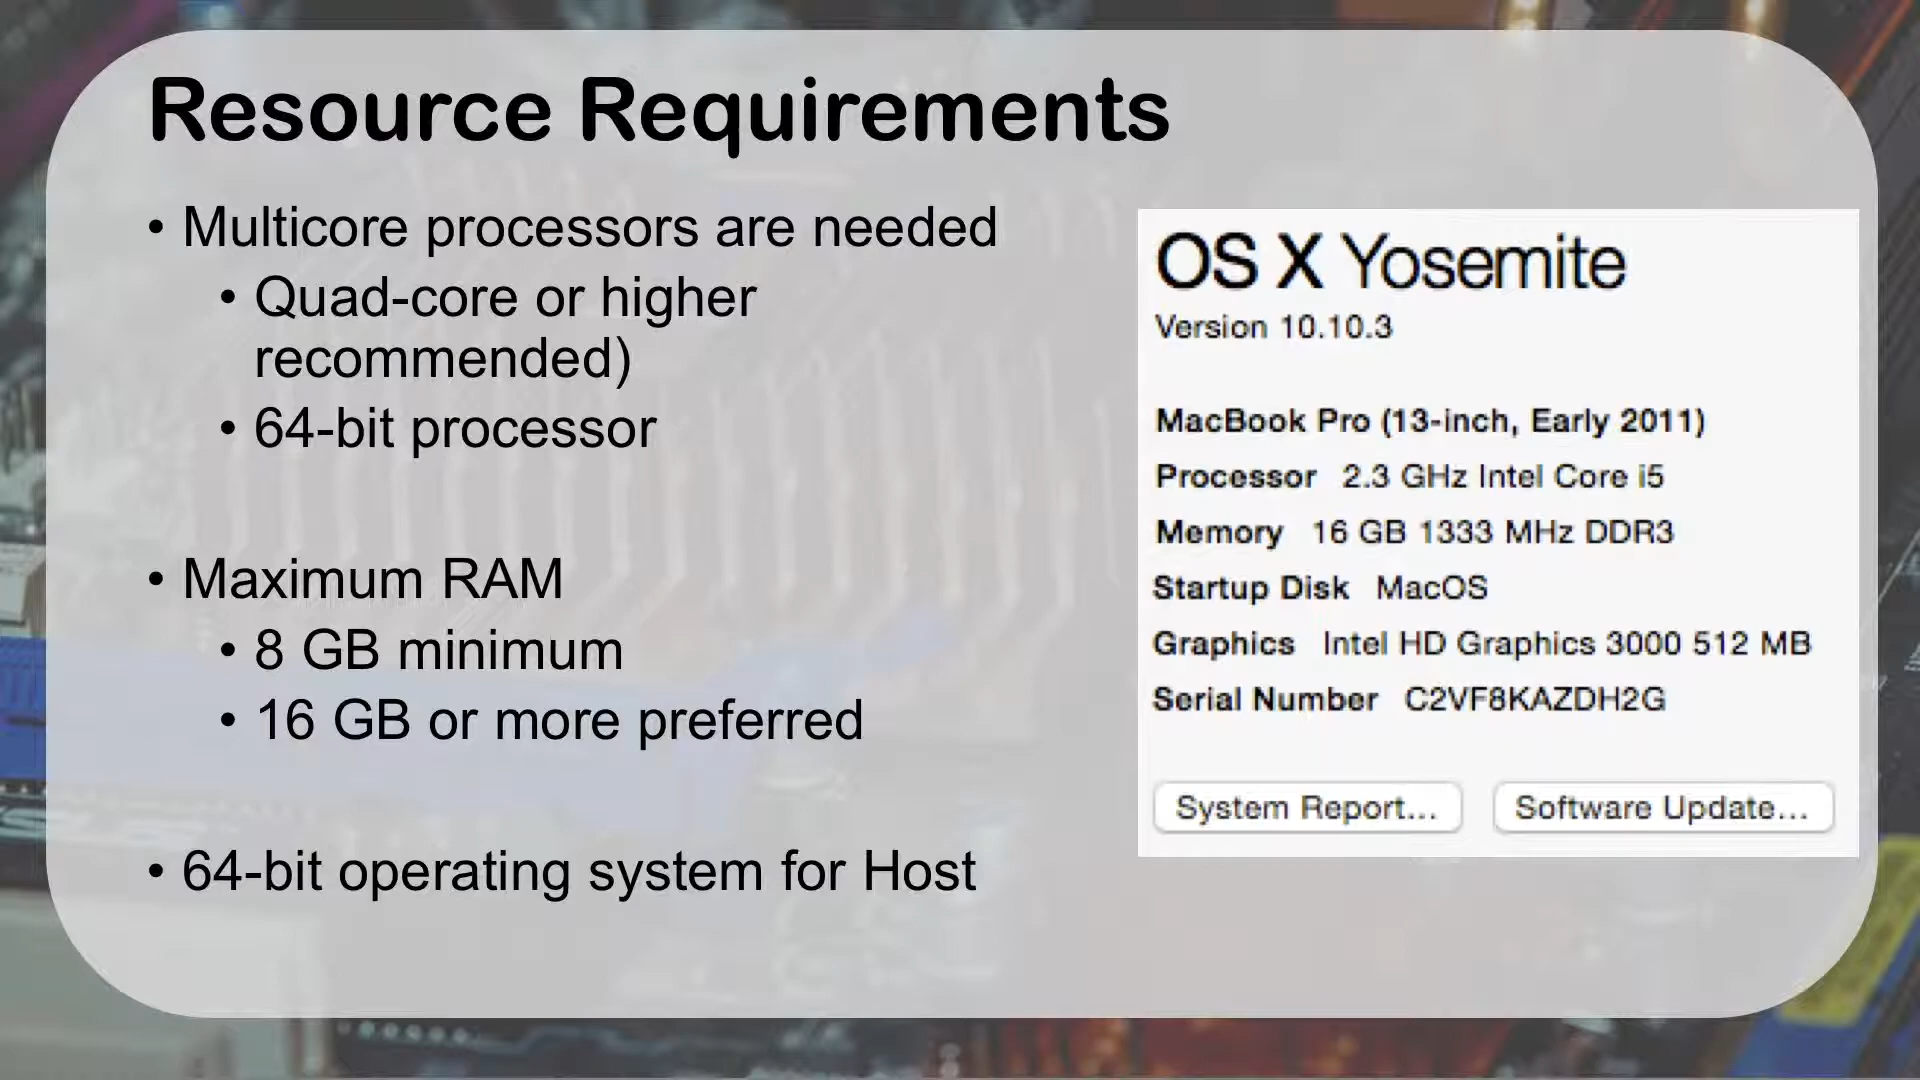 Resource Requirements
• Multicore processors are needed
• Quad-core or higher
recommended)
• 64-bit processor
• Maximum RAM
• 8 GB minimum
• 16 GB or more preferred
• 64-bit operating system for Host
OS X Yosemite
Version 10.10.3
MacBook Pro (13-inch, Early 2011)
Processor 2.3 GHz Intel Core i5
Memory 16 GB 1333 MHz DDR3
Startup Disk MacOS
Graphics Intel HD Graphics 3000 512 MB
Serial Number C2VF8KAZDH2G
System Report...
Software Update...